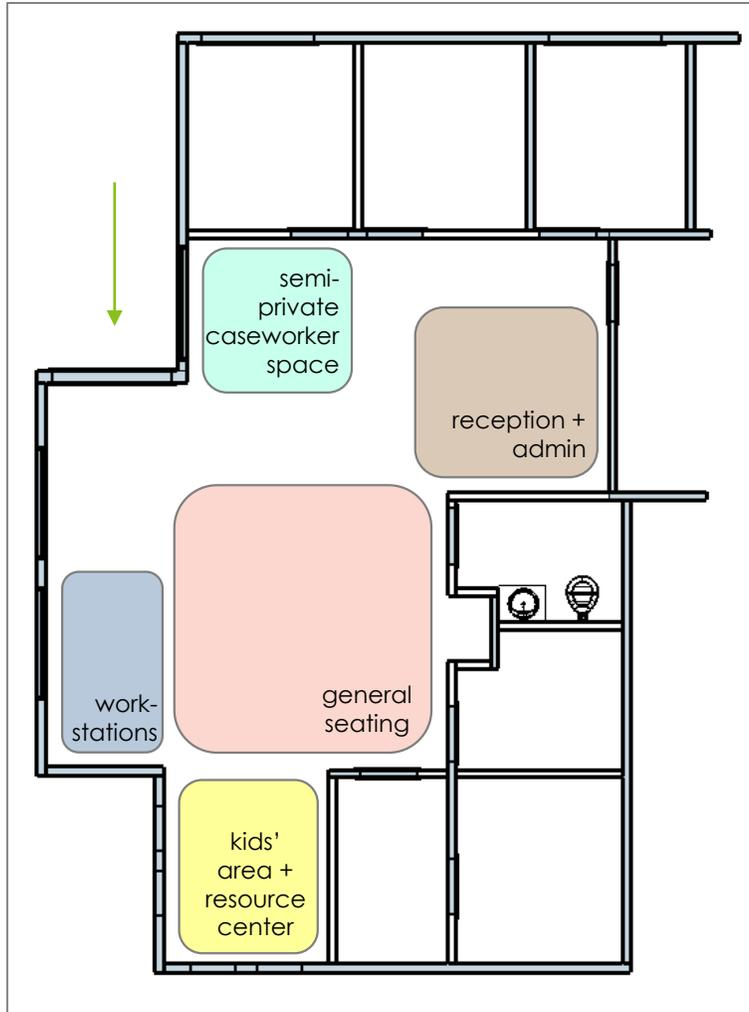 semi-
private
caseworker
space
reception +
admin
work-
stations
general
seating
kids'
area +
resource
center